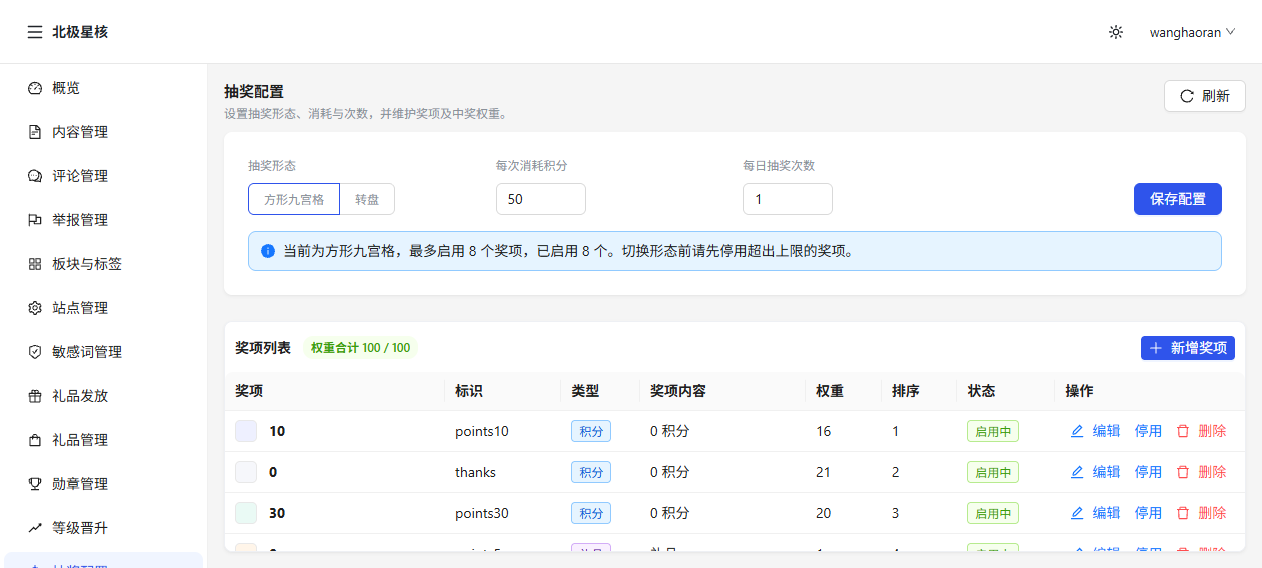 北极星核
wanghaoran
概览
内容管理
评论管理
举报管理
板块与标签
站点管理
敏感词管理
礼品发放
礼品管理
勋章管理
等级晋升
抽奖配置
抽奖配置
设置抽奖形态、消耗与次数，并维护奖项及中奖权重。
刷新
抽奖形态 每次消耗积分 每日抽奖次数
方形九宫格 转盘 50 1 保存配置
当前为方形九宫格，最多启用 8 个奖项，已启用 8 个。切换形态前请先停用超出上限的奖项。
奖项列表 权重合计 100 / 100 新增奖项
奖项 标识 类型 奖项内容 权重 排序 状态 操作
10 points10 积分 0 积分 16 1 启用中 编辑 停用 删除
0 thanks 积分 0 积分 21 2 启用中 编辑 停用 删除
30 points30 积分 0 积分 20 3 启用中 编辑 停用 删除